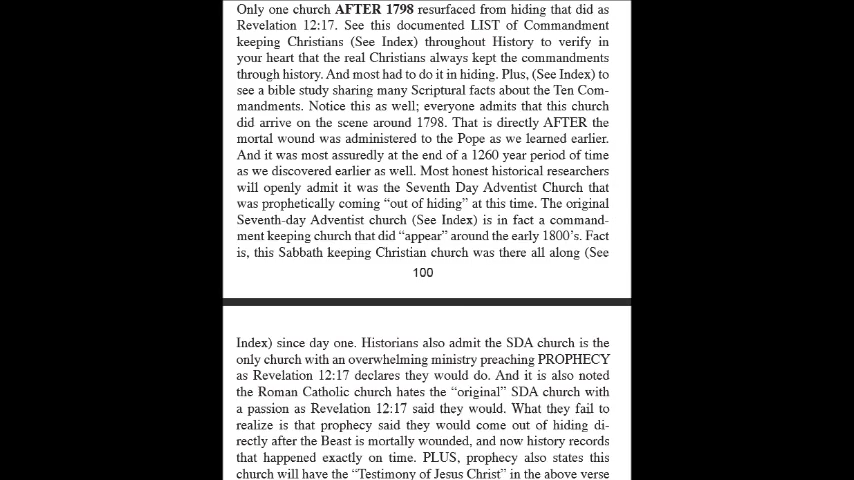 Only one church AFTER 1798 resurfaced from hiding that did as
Revelation 12:17. See this documented LIST of Commandment
keeping Christians (See Index) throughout History to verify in
your heart that the real Christians always kept the commandments
through history. And most had to do it in hiding. Plus, (See Index) to
see a bible study sharing many Scriptural facts about the Ten Com-
mandments. Notice this as well; everyone admits that this church
did arrive on the scene around 1798. That is directly AFTER the
mortal wound was administered to the Pope as we learned earlier.
And it was most assuredly at the end of a 1260 year period of time
as we discovered earlier as well. Most honest historical researchers
will openly admit it was the Seventh Day Adventist Church that
was prophetically coming “out of hiding” at this time. The original
Seventh-day Adventist church (See Index) is in fact a command-
ment keeping church that did “appear” around the early 1800’s. Fact
is, this Sabbath keeping Christian church was there all along (See
100
Index) since day one. Historians also admit the SDA church is the
only church with an overwhelming ministry preaching PROPHECY
as Revelation 12:17 declares they would do. And it is also noted
the Roman Catholic church hates the “original” SDA church with
a passion as Revelation 12:17 said they would. What they fail to
realize is that prophecy said they would come out of hiding di-
rectly after the Beast is mortally wounded, and now history records
that happened exactly on time. PLUS, prophecy also states this
church will have the “Testimony of Jesus Christ” in the above verse